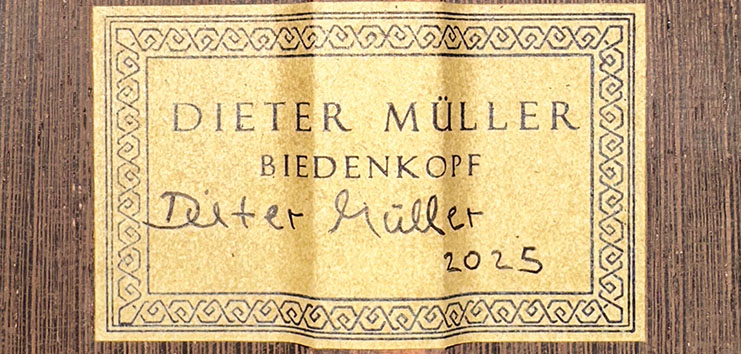 DIETER MÜLLER
BIEDENKOPF
Dieter Müller
2025